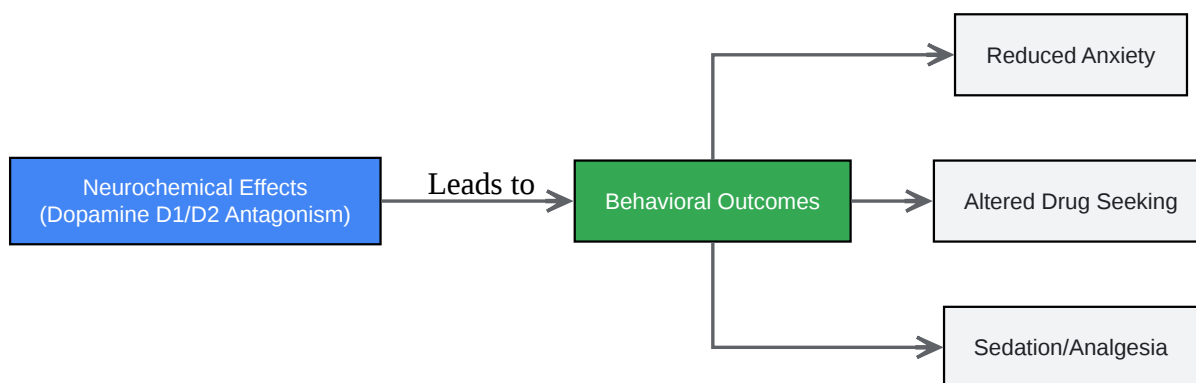 Reduced Anxiety
Neurochemical Effects
(Dopamine D1/D2 Antagonism)
Leads to
Behavioral Outcomes
Altered Drug Seeking
Sedation/Analgesia